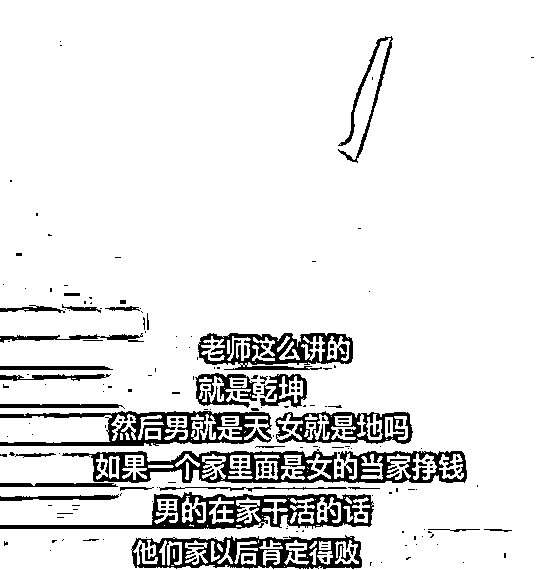 老师这么讲的
就是乾坤
然后男就是天 女就是地吗
如果一个家里面是女的当家挣钱
男的在家干活的话
他们家以后肯定得败